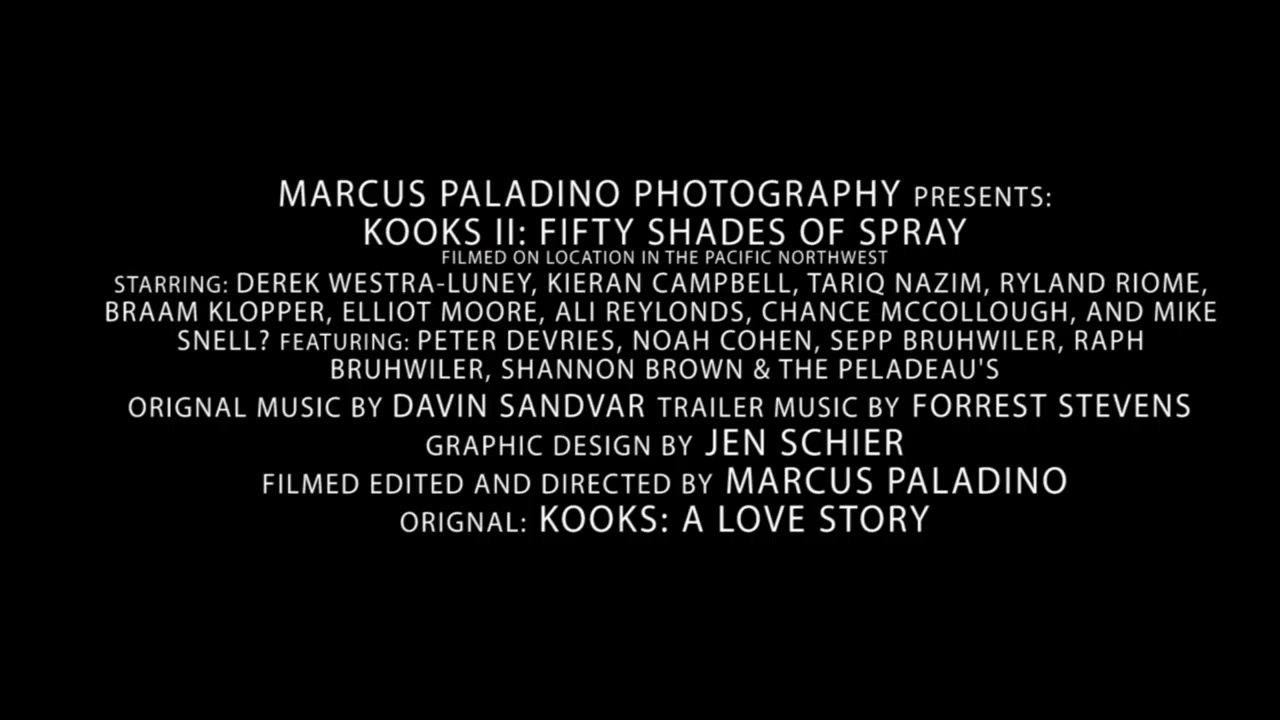 MARCUS PALADINO PHOTOGRAPHY PRESENTS:
KOOKS II: FIFTY SHADES OF SPRAY
FILMED ON LOCATION IN THE PACIFIC NORTHWEST
STARRING: DEREK WESTRA-LUNEY, KIERAN CAMPBELL, TARIQ NAZIM, RYLAND RIOME,
BRAAM KLOPPER, ELLIOT MOORE, ALI REYLONDS, CHANCE MCCOLLOUGH, AND MIKE
SNELL? FEATURING: PETER DEVRIES, NOAH COHEN, SEPP BRUHWILER, RAPH
BRUHWILER, SHANNON BROWN & THE PELADEAU'S
ORIGNAL MUSIC BY DAVIN SANDVAR TRAILER MUSIC BY FORREST STEVENS
GRAPHIC DESIGN BY JEN SCHIER
FILMED EDITED AND DIRECTED BY MARCUS PALADINO
ORIGNAL: KOOKS: A LOVE STORY